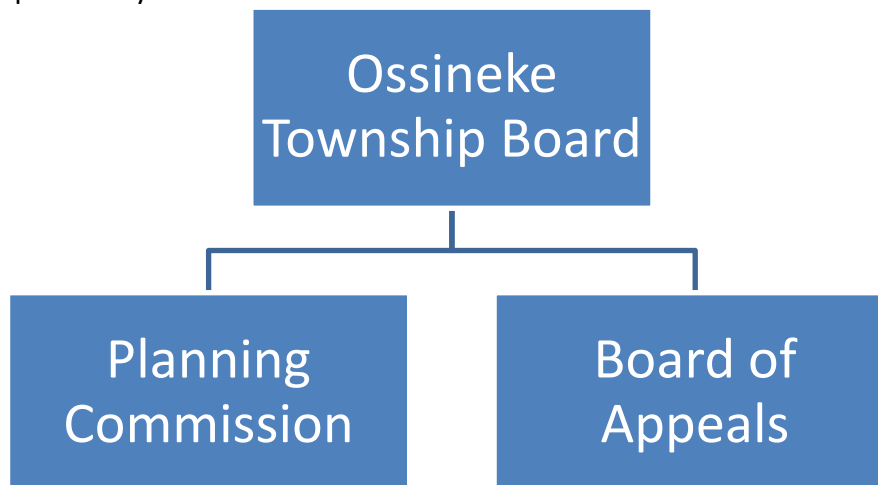 Ossineke
Township Board
Planning
Commission
Board of
Appeals